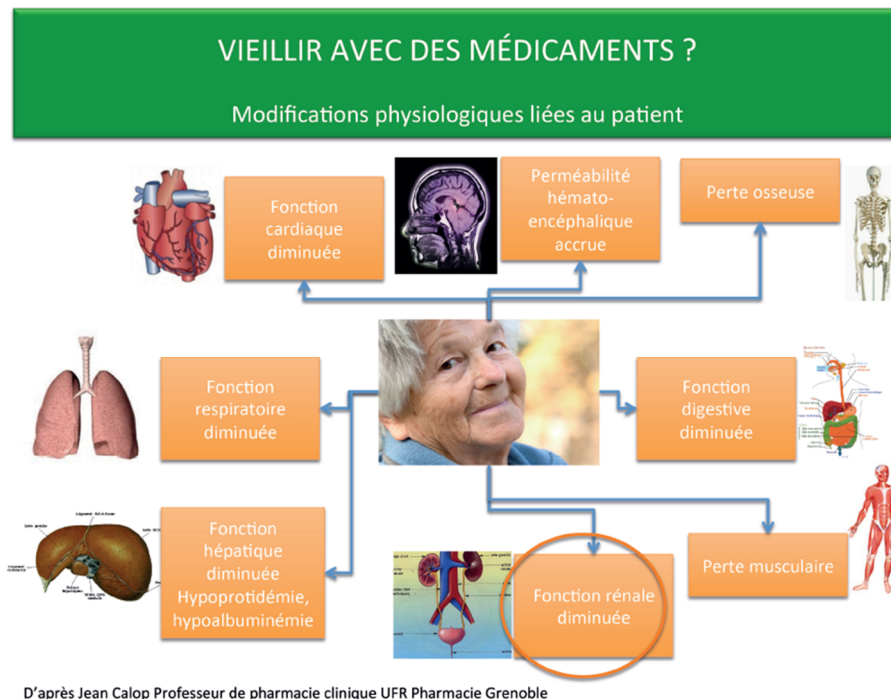 VIEILLIR AVEC DES MÉDICAMENTS ?
Modifications physiologiques liées au patient
Fonction
cardiaque
diminuée
Perméabilité
hémato-
encéphalique
accrue
Perte osseuse
Fonction
respiratoire
diminuée
Fonction
digestive
diminuée
Fonction
hépatique
diminuée
Hypoprotidémie,
hypoalbuminémie
Fonction rénale
diminuée
Perte musculaire
D'après Jean Calop Professeur de pharmacie clinique UFR Pharmacie Grenoble